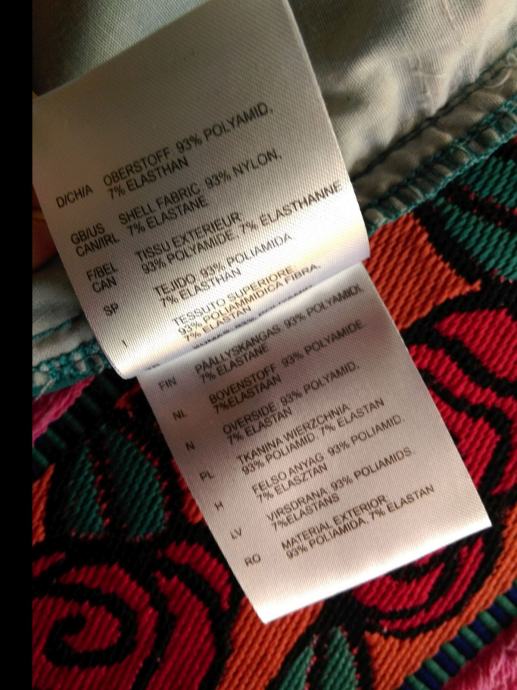 D/CH/A OBERSTOFF, 93% POLYAMID,
7% ELASTHAN
GB/US SHELL FABRIC, 93% NYLON,
CAN/IRL 7% ELASTANE
F/BEL TISSU EXTERIEUR,
CAN 93% POLYAMIDE, 7% ELASTHANNE
SP TEJIDO, 93% POLIAMIDA
7% ELASTHAN
I TESSUTO SUPERIORE,
93% POLIAMMIDICA FIBRA,
7% ELASTAN
FIN PÄÄLLYSKANGAS 93% POLYAMIDI
7% ELASTANE
NL BOVENSTOFF 93% POLYAMIDE
7%ELASTAAN
N OVERSIDE, 93% POLYAMID,
7% ELASTAN
PL TKANINA WIERZCHNIA,
93% POLIAMID, 7% ELASTAN
H FELSO ANYAG, 93% POLIAMID,
7% ELASZTAN
LV VIRSDRANA, 93% POLIAMIDS,
7%ELASTANS
RO MATERIAL EXTERIOR,
93% POLIAMIDA, 7% ELASTAN